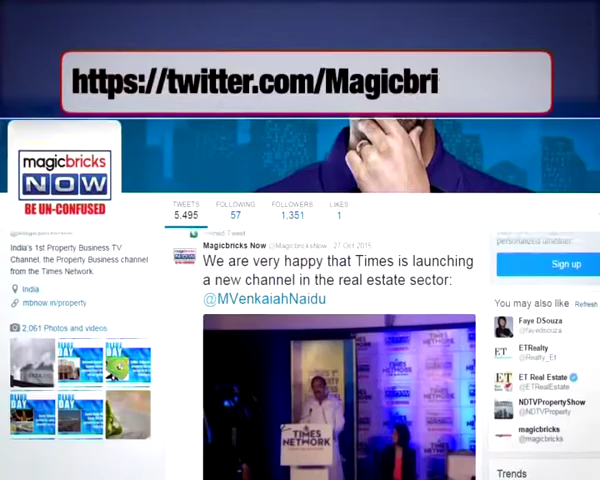 https://twitter.com/Magicbri
magicbricks
NOW
BE UN-CONFUSED
TWEETS
5,495
FOLLOWING
57
FOLLOWERS
1,351
LIKES
1
India's 1st Property Business TV
Channel, the Property Business channel
from the Times Network
India
mbnow.in/property
2,061 Photos and videos
Tweet
Magicbricks Now @MagicbricksNow 27 Oct 2015
We are very happy that Times is launching
a new channel in the real estate sector:
@MVenkaiahNaidu
TIMES
NETWORK
personalized timeline!
Sign up
You may also like Refresh
Faye DSouza
@fayedsouza
ETRealty
@Realty_Et
ET Real Estate
@ETRealEstate
NDTVPropertyShow
@NDTVProperty
magicbricks
@magicbricks
Trends